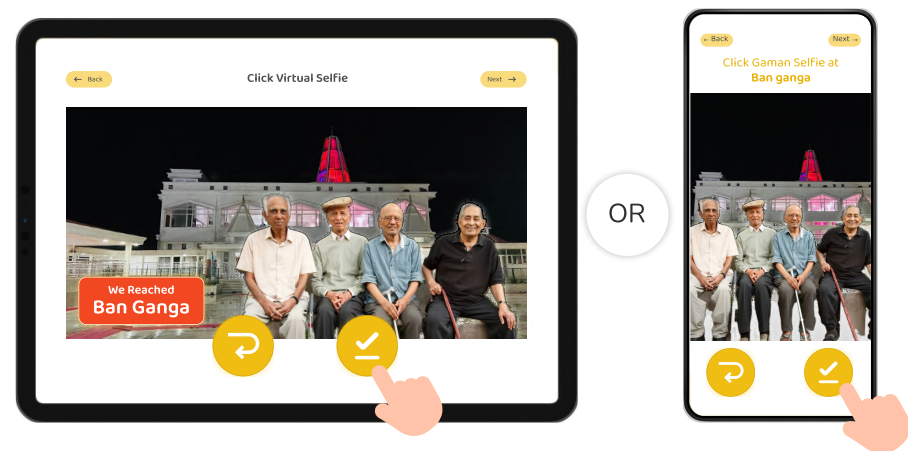 ← Back
Click Virtual Selfie
Next →
We Reached
Ban Ganga
OR
← Back
Next →
Click Gaman Selfie at
Ban ganga